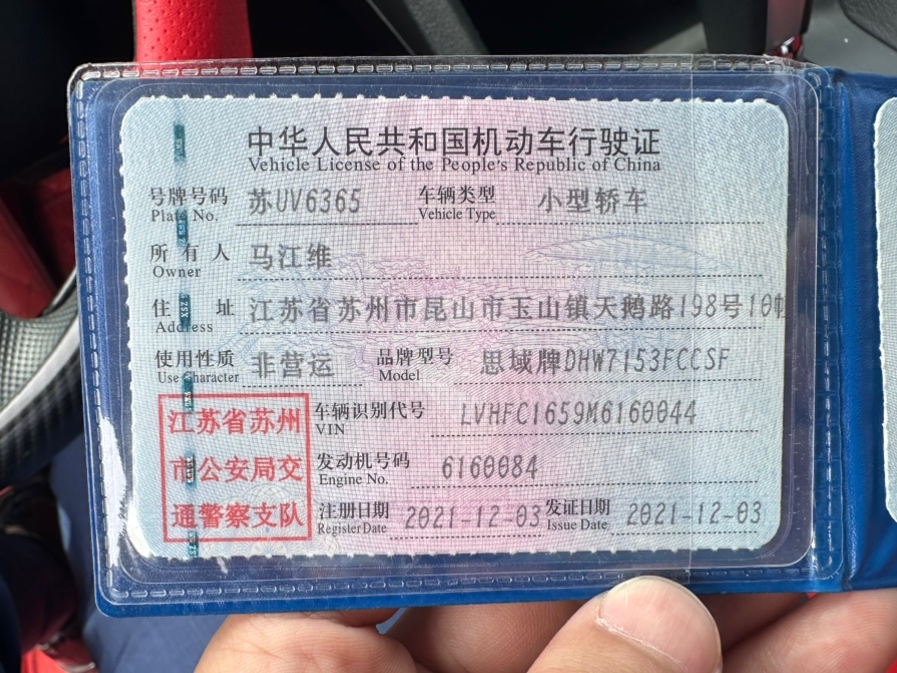 中华人民共和国机动车行驶证
Vehicle License of the People's Republic of China
号牌号码 苏UV6365 车辆类型 小型轿车
Plate No. Vehicle Type
所有人 马江维
Owner
住址 江苏省苏州市昆山市玉山镇天鹅路198号10幢
Address
使用性质 非营运 品牌型号 思域牌DHW7153FCCSF
Use Character Model
江苏省苏州 车辆识别代号 LVHFC1659M6160044
VIN
市公安局交 发动机号码 6160084
Engine No.
通警察支队 注册日期 2021-12-03 发证日期 2021-12-03
Register Date Issue Date